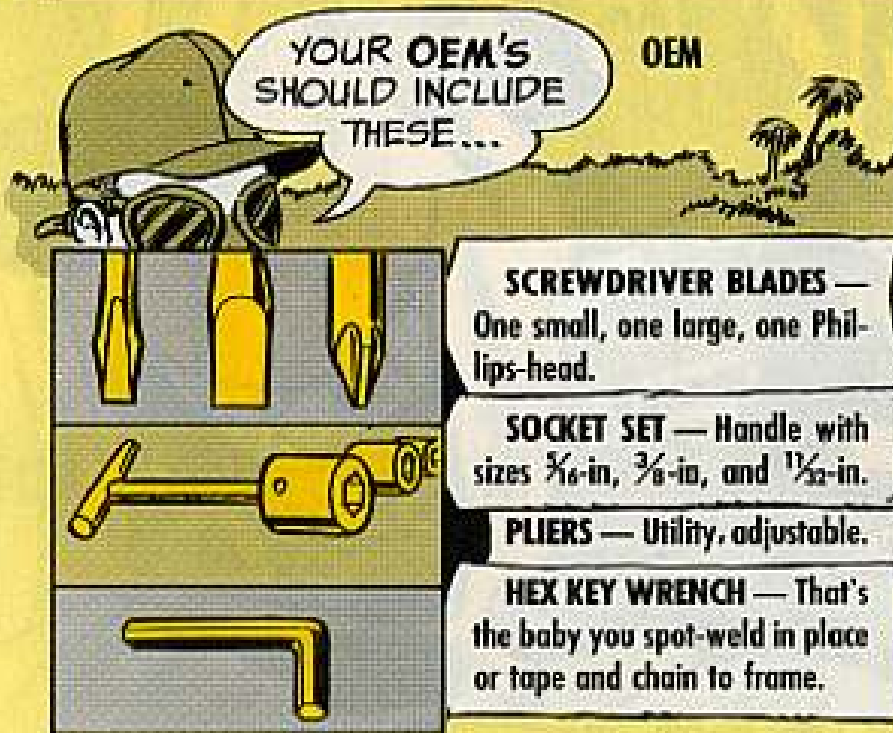 YOUR OEM'S
SHOULD INCLUDE
THESE...
OEM
SCREWDRIVER BLADES —
One small, one large, one Phil-
lips-head.
SOCKET SET — Handle with
sizes 5/16-in, 3/8-in, and 11/32-in.
PLIERS — Utility, adjustable.
HEX KEY WRENCH — That's
the baby you spot-weld in place
or tape and chain to frame.